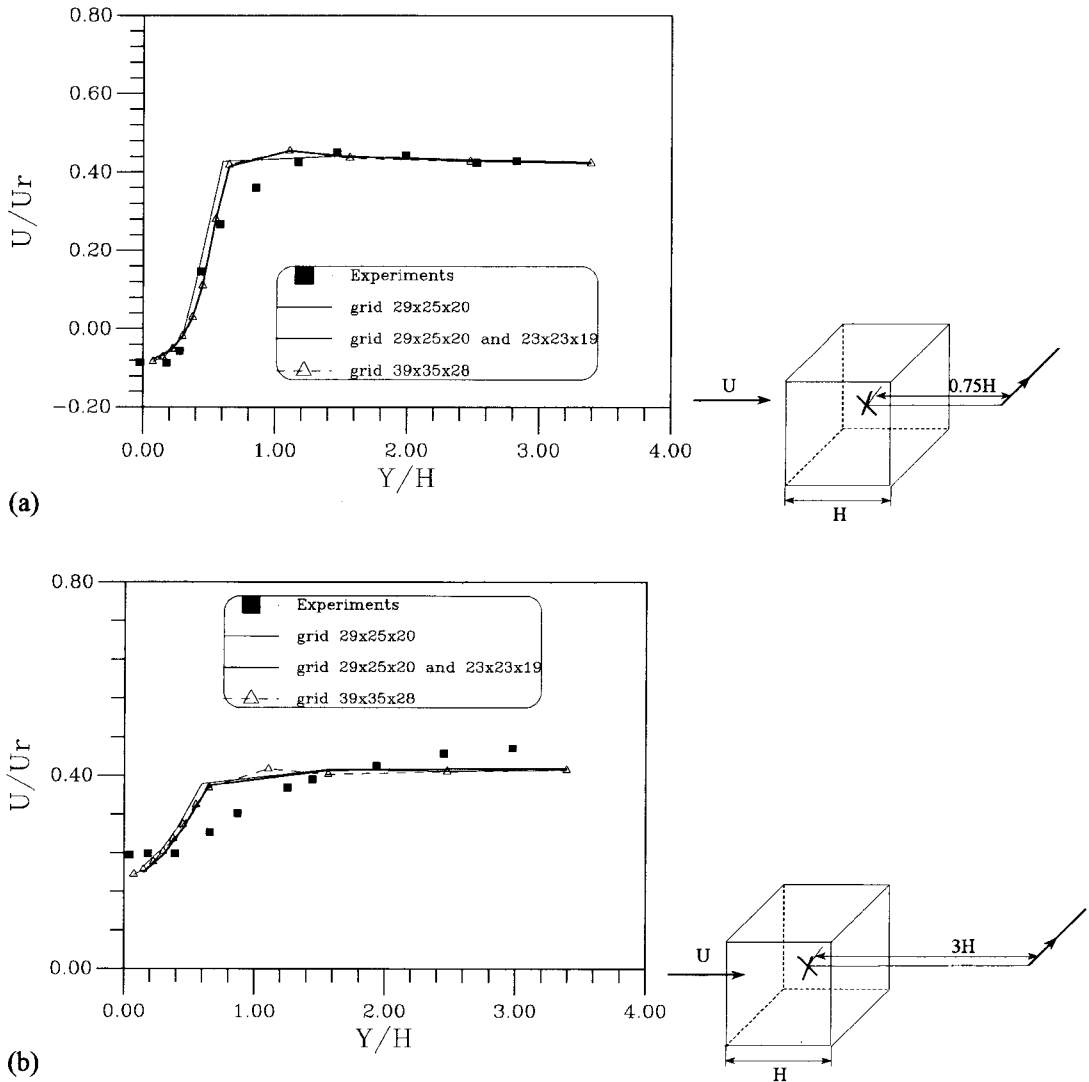 0.80
0.60
0.40
0.20
0.00
−0.20
U/Ur
Experiments
grid 29x25x20
grid 29x25x20 and 23x23x19
grid 39x35x28
0.00 1.00 2.00 3.00 4.00
Y/H
(a)
U
0.75H
H
0.80
0.40
0.00
U/Ur
Experiments
grid 29x25x20
grid 29x25x20 and 23x23x19
grid 39x35x28
0.00 1.00 2.00 3.00 4.00
Y/H
(b)
U
3H
H